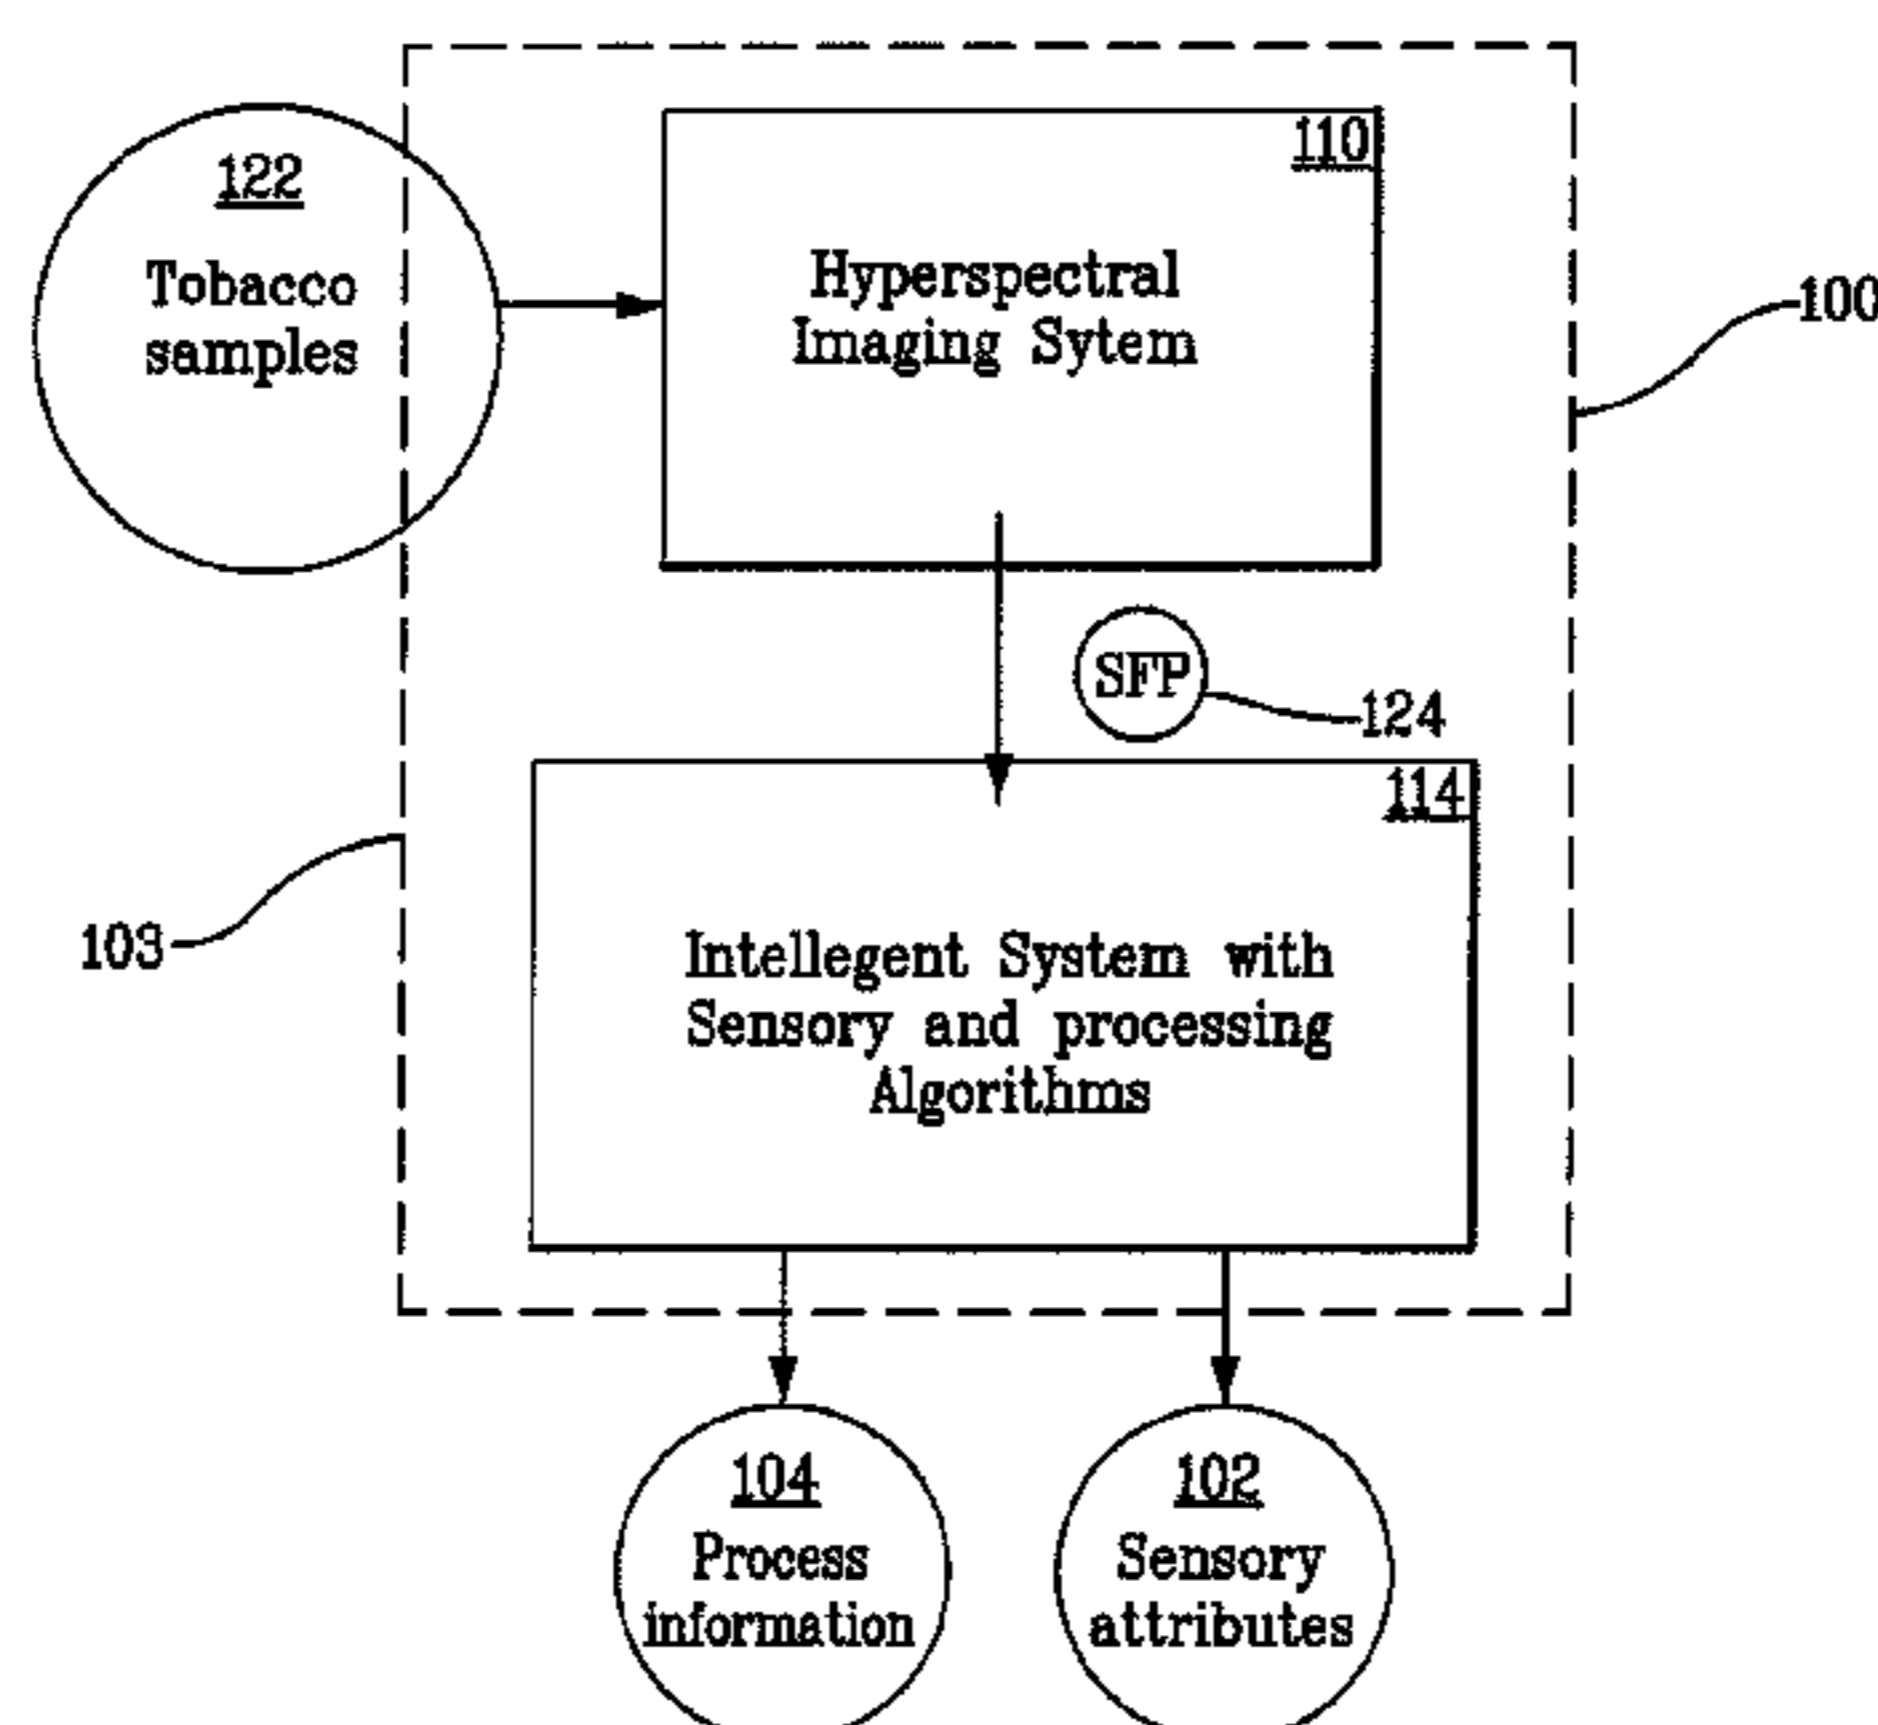 122
Tobacco
samples
110
Hyperspectral
Imaging Sytem
100
SFP
124
114
103
Intellegent System with
Sensory and processing
Algorithms
104
Process
information
102
Sensory
attributes